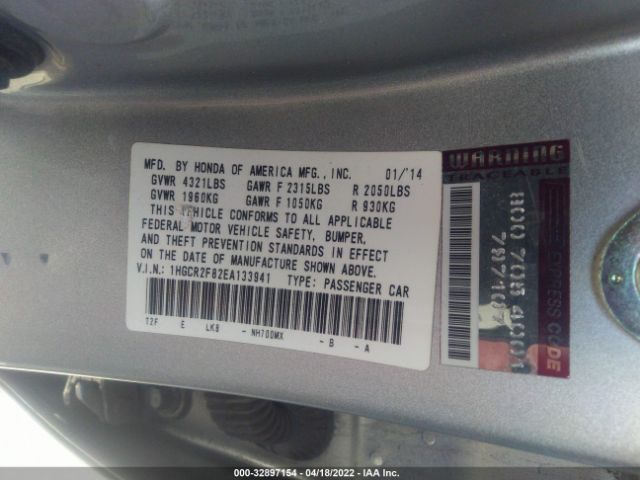 MFD. BY HONDA OF AMERICA MFG., INC. 01/'14
GVWR 4321LBS GAWR F 2315LBS R 2050LBS
GVWR 1960KG GAWR F 1050KG R 930KG
THIS VEHICLE CONFORMS TO ALL APPLICABLE
FEDERAL MOTOR VEHICLE SAFETY, BUMPER,
AND THEFT PREVENTION STANDARDS IN EFFECT
ON THE DATE OF MANUFACTURE SHOWN ABOVE.
V.I.N.: 1HGCR2F82EA133941 TYPE: PASSENGER CAR
T2F E LK9 - NH700MX - B - A
WARNING
TRACEABLE
EXPRESS CODE
000-32897154 - 04/18/2022 - IAA Inc.